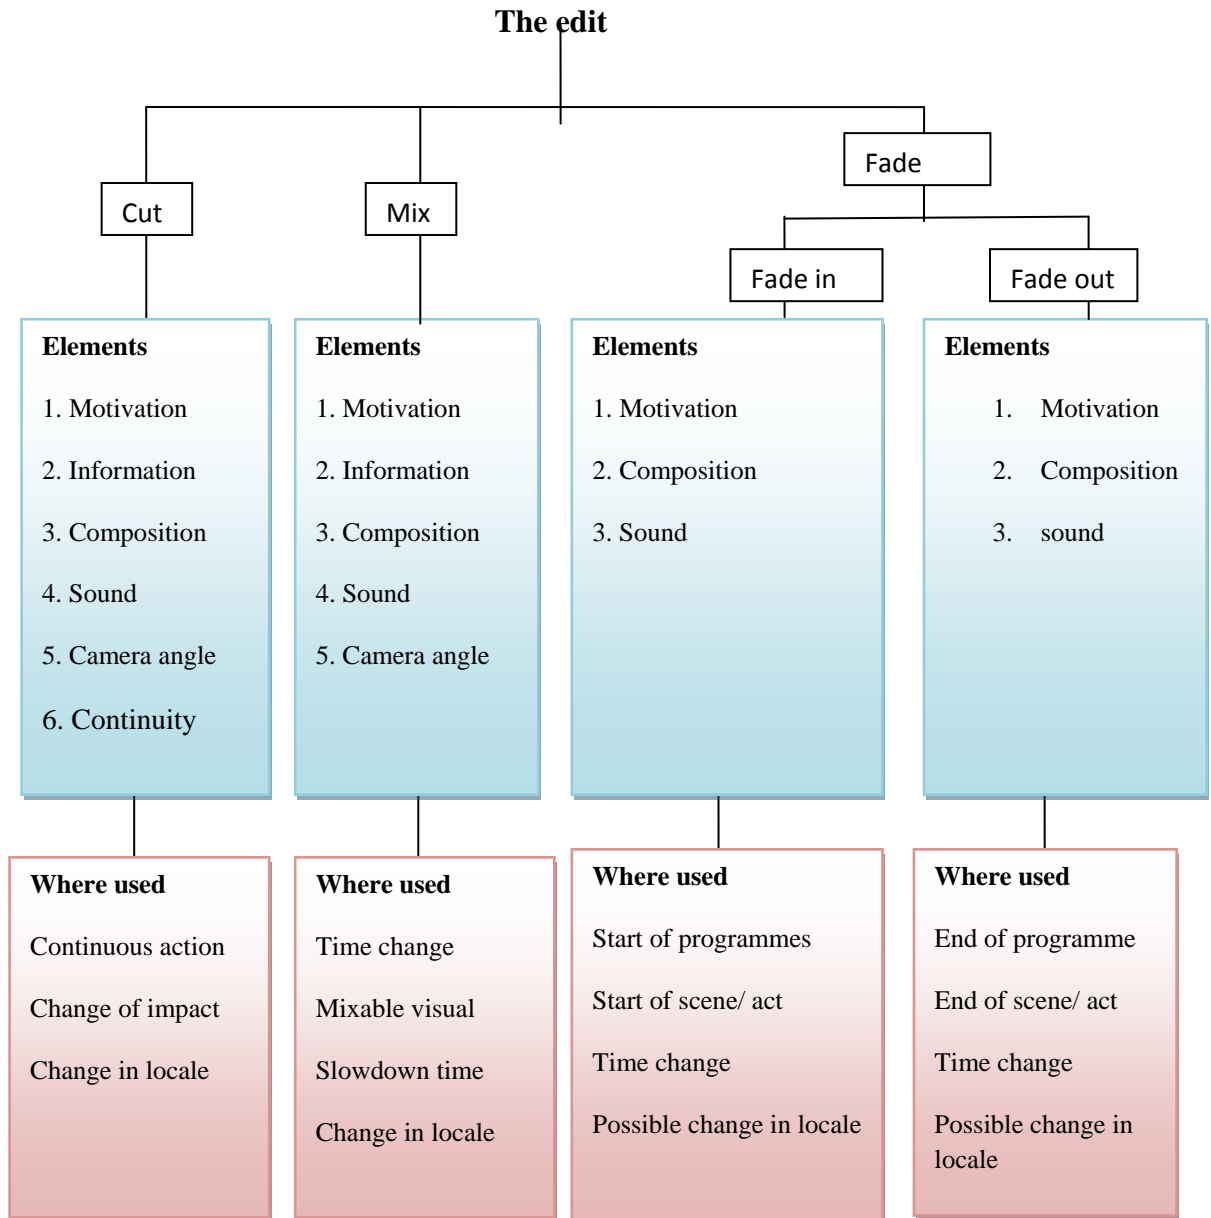 The edit
Cut
Mix
Fade
Fade in
Fade out
Elements
1. Motivation
2. Information
3. Composition
4. Sound
5. Camera angle
6. Continuity
Elements
1. Motivation
2. Information
3. Composition
4. Sound
5. Camera angle
Elements
1. Motivation
2. Composition
3. Sound
Elements
1. Motivation
2. Composition
3. sound
Where used
Continuous action
Change of impact
Change in locale
Where used
Time change
Mixable visual
Slowdown time
Change in locale
Where used
Start of programmes
Start of scene/ act
Time change
Possible change in locale
Where used
End of programme
End of scene/ act
Time change
Possible change in
locale